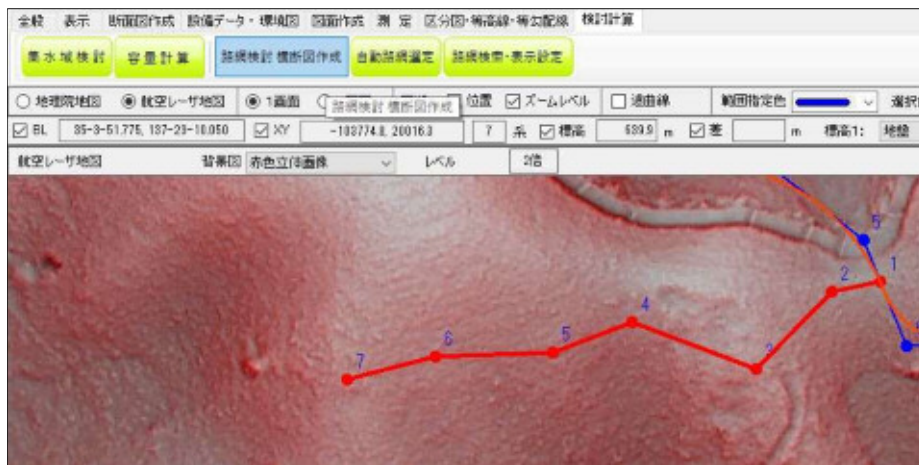 全般 表示 断面図作成 設備データ・環境図 図面作成 測定 区分図・等高線・等勾配線 検討計算
集水域検討 容量計算 路網検討 横断図作成 自動路網選定 路網検索・表示設定
地理院地図 航空レーザ地図 1画面 位置 ズームレベル 週曲線 範囲指定色 選択
路網検討 横断図作成
BL 35-3-51.775, 137-23-10.050 XY -103774.8, 20016.3 7 系 標高 639.9 m 差 m 標高1: 地盤
航空レーザ地図 背景図 赤色立体画像 レベル 2倍
5
1
2
4
3
5
6
7